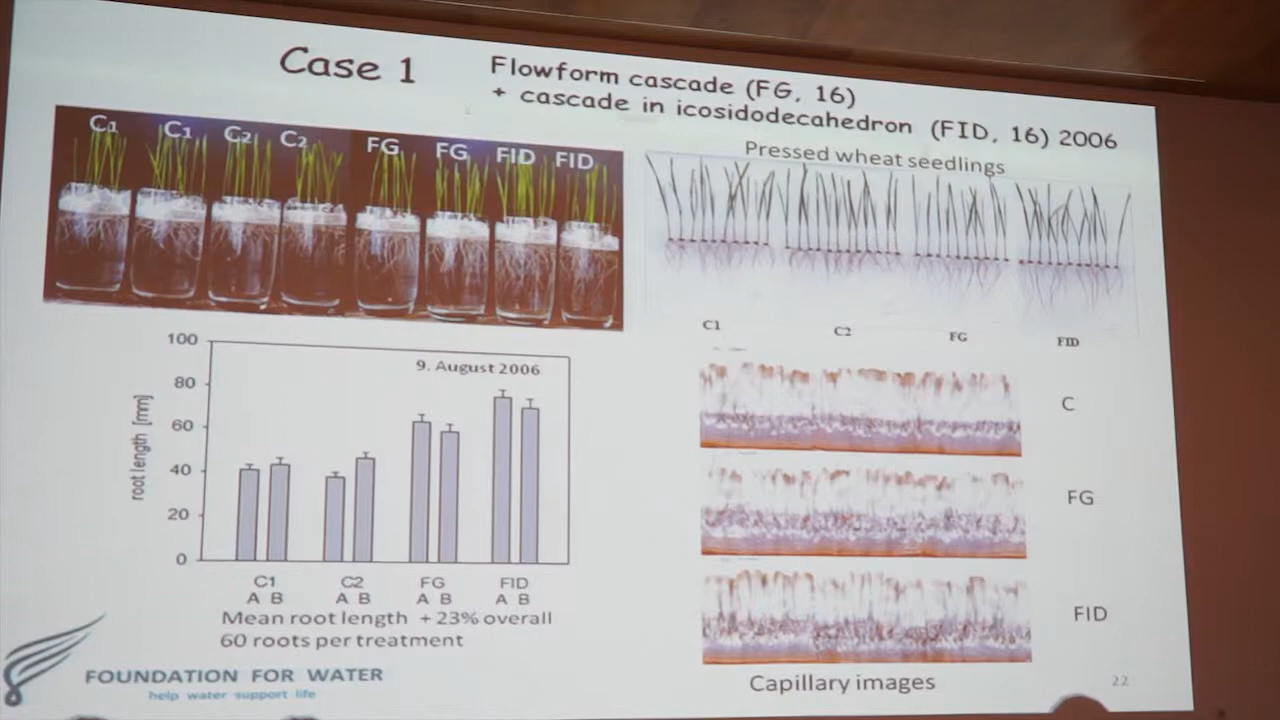 Case 1
Flowform cascade (FG, 16)
+ cascade in icosidodecahedron (FID, 16) 2006
C1 C1 C2 C2 FG FG FID FID
Pressed wheat seedlings
C1 C2 FG FID
9. August 2006
root length [mm]
100
80
60
40
20
0
C1 C2 FG FID
A B A B A B A B
Mean root length + 23% overall
60 roots per treatment
C
FG
FID
Capillary images
FOUNDATION FOR WATER
help water support life
22